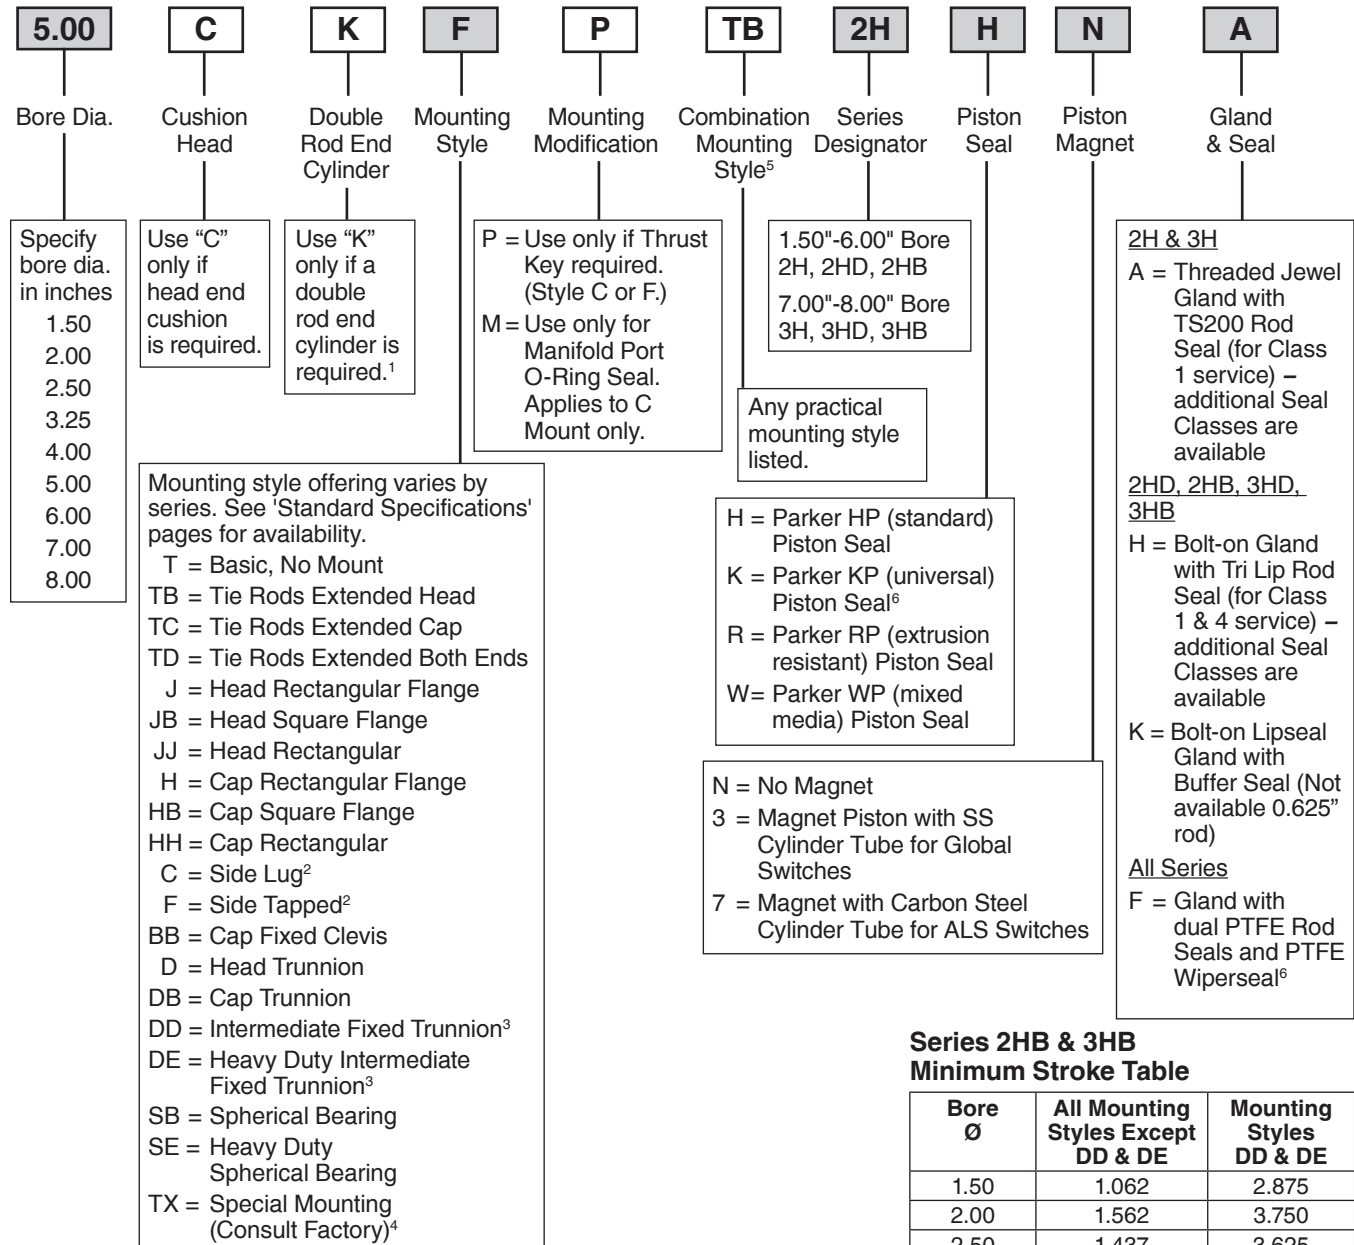 5.00 C K F P TB 2H H N A
Bore Dia.
Cushion
Head
Double
Rod End
Cylinder
Mounting
Style
Mounting
Modification
Combination
Mounting
Style5
Series
Designator
Piston
Seal
Piston
Magnet
Gland
& Seal
Specify
bore dia.
in inches
1.50
2.00
2.50
3.25
4.00
5.00
6.00
7.00
8.00
Use “C”
only if
head end
cushion
is required.
Use “K”
only if a
double
rod end
cylinder is
required.1
Mounting style offering varies by
series. See 'Standard Specifications'
pages for availability.
T = Basic, No Mount
TB = Tie Rods Extended Head
TC = Tie Rods Extended Cap
TD = Tie Rods Extended Both Ends
J = Head Rectangular Flange
JB = Head Square Flange
JJ = Head Rectangular
H = Cap Rectangular Flange
HB = Cap Square Flange
HH = Cap Rectangular
C = Side Lug2
F = Side Tapped2
BB = Cap Fixed Clevis
D = Head Trunnion
DB = Cap Trunnion
DD = Intermediate Fixed Trunnion3
DE = Heavy Duty Intermediate
Fixed Trunnion3
SB = Spherical Bearing
SE = Heavy Duty
Spherical Bearing
TX = Special Mounting
(Consult Factory)4
P = Use only if Thrust
Key required.
(Style C or F.)
M = Use only for
Manifold Port
O-Ring Seal.
Applies to C
Mount only.
Any practical
mounting style
listed.
1.50"-6.00" Bore
2H, 2HD, 2HB
7.00"-8.00" Bore
3H, 3HD, 3HB
H = Parker HP (standard)
Piston Seal
K = Parker KP (universal)
Piston Seal6
R = Parker RP (extrusion
resistant) Piston Seal
W= Parker WP (mixed
media) Piston Seal
N = No Magnet
3 = Magnet Piston with SS
Cylinder Tube for Global
Switches
7 = Magnet with Carbon Steel
Cylinder Tube for ALS Switches
2H & 3H
A = Threaded Jewel
Gland with
TS200 Rod
Seal (for Class
1 service) –
additional Seal
Classes are
available
2HD, 2HB, 3HD,
3HB
H = Bolt-on Gland
with Tri Lip Rod
Seal (for Class
1 & 4 service) –
additional Seal
Classes are
available
K = Bolt-on Lipseal
Gland with
Buffer Seal (Not
available 0.625”
rod)
All Series
F = Gland with
dual PTFE Rod
Seals and PTFE
Wiperseal6
Series 2HB & 3HB
Minimum Stroke Table
Bore
Ø
All Mounting
Styles Except
DD & DE
Mounting
Styles
DD & DE
1.50 1.062 2.875
2.00 1.562 3.750
2.50 1.437 3.625